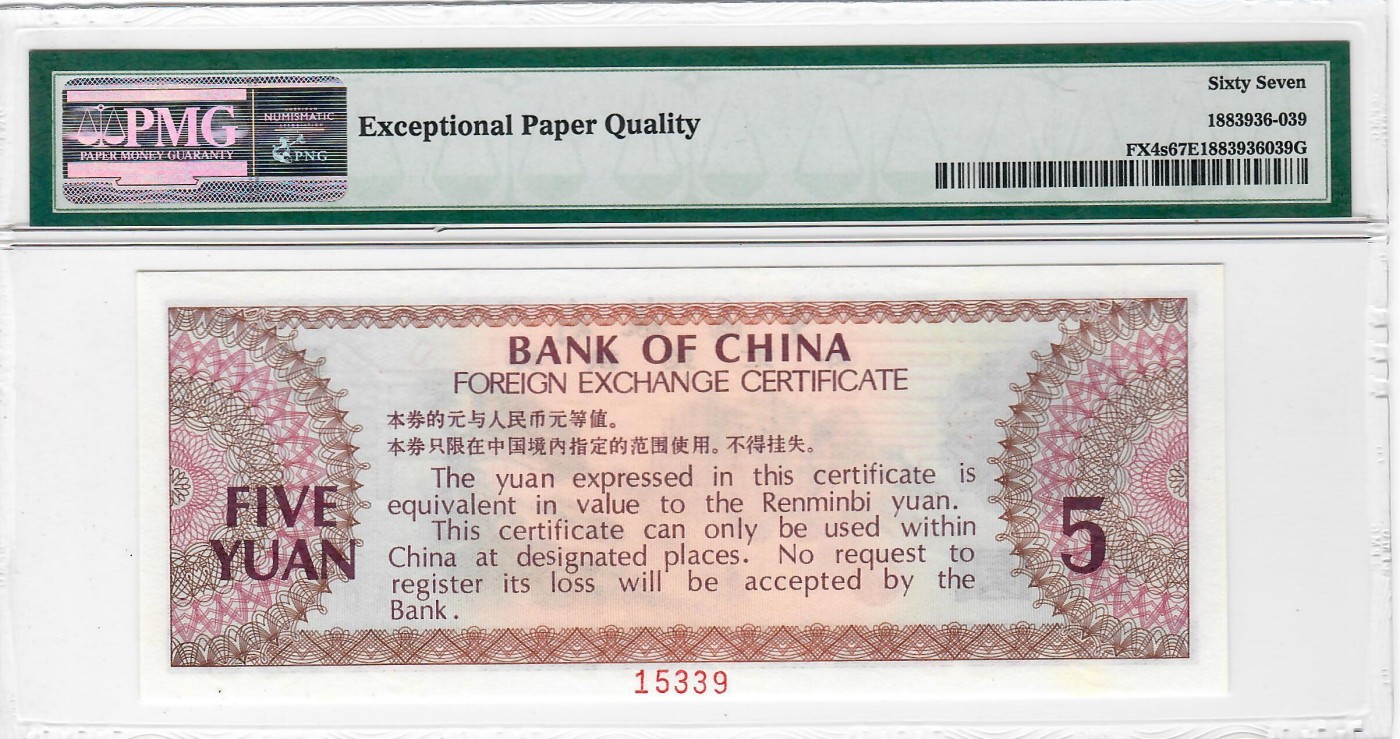 PMG
PAPER MONEY GUARANTY
NUMISMATIC
PNG
Exceptional Paper Quality
Sixty Seven
1883936-039
FX4s67E1883936039G
BANK OF CHINA
FOREIGN EXCHANGE CERTIFICATE
本券的元与人民币元等值。
本券只限在中国境内指定的范围使用。不得挂失。
The yuan expressed in this certificate is
equivalent in value to the Renminbi yuan.
This certificate can only be used within
China at designated places. No request to
register its loss will be accepted by the
Bank.
FIVE
YUAN
5
15339